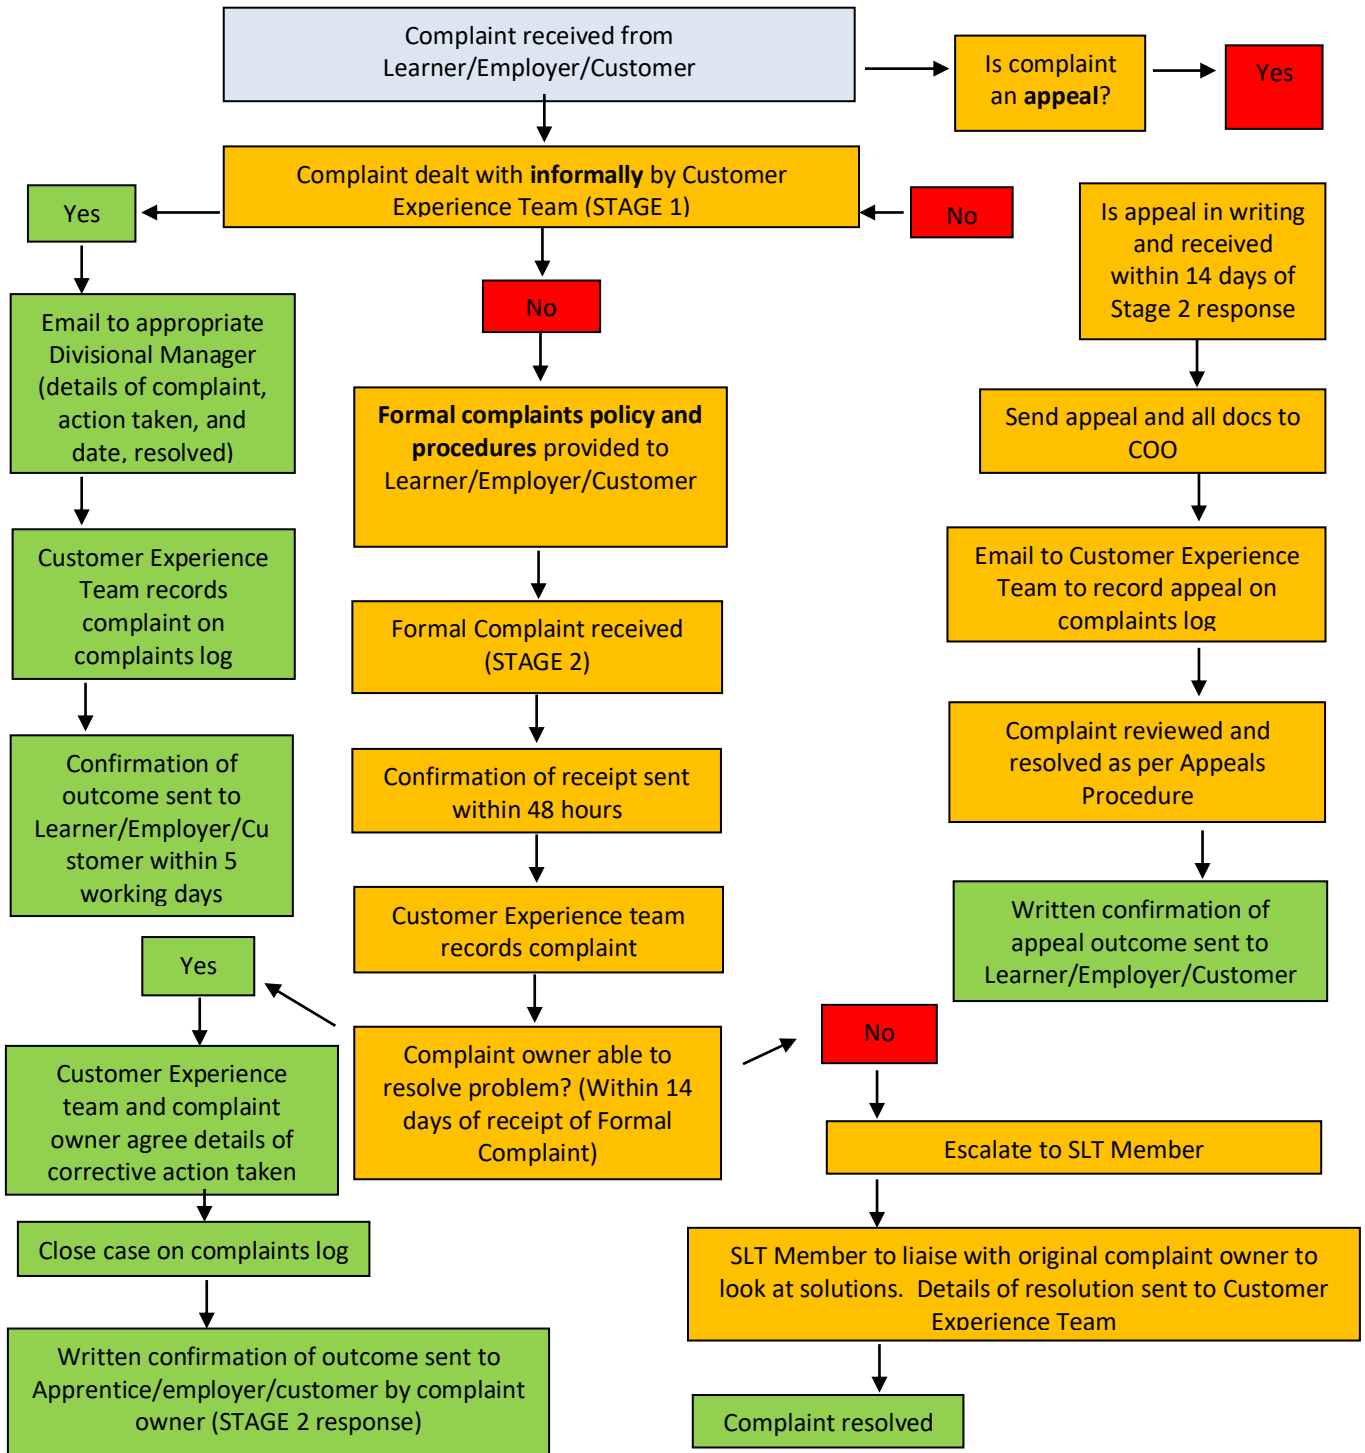 Complaint received from
Learner/Employer/Customer
Is complaint
an appeal?
Yes
Complaint dealt with informally by Customer
Experience Team (STAGE 1)
Yes
No
Is appeal in writing
and received
within 14 days of
Stage 2 response
No
Email to appropriate
Divisional Manager
(details of complaint,
action taken, and
date, resolved)
Formal complaints policy and
procedures provided to
Learner/Employer/Customer
Send appeal and all docs to
COO
Customer Experience
Team records
complaint on
complaints log
Email to Customer Experience
Team to record appeal on
complaints log
Formal Complaint received
(STAGE 2)
Confirmation of
outcome sent to
Learner/Employer/Cu
stomer within 5
working days
Complaint reviewed and
resolved as per Appeals
Procedure
Confirmation of receipt sent
within 48 hours
Customer Experience team
records complaint
Written confirmation of
appeal outcome sent to
Learner/Employer/Customer
Yes
Complaint owner able to
resolve problem? (Within 14
days of receipt of Formal
Complaint)
No
Customer Experience
team and complaint
owner agree details of
corrective action taken
Escalate to SLT Member
Close case on complaints log
SLT Member to liaise with original complaint owner to
look at solutions.  Details of resolution sent to Customer
Experience Team
Written confirmation of outcome sent to
Apprentice/employer/customer by complaint
owner (STAGE 2 response)
Complaint resolved